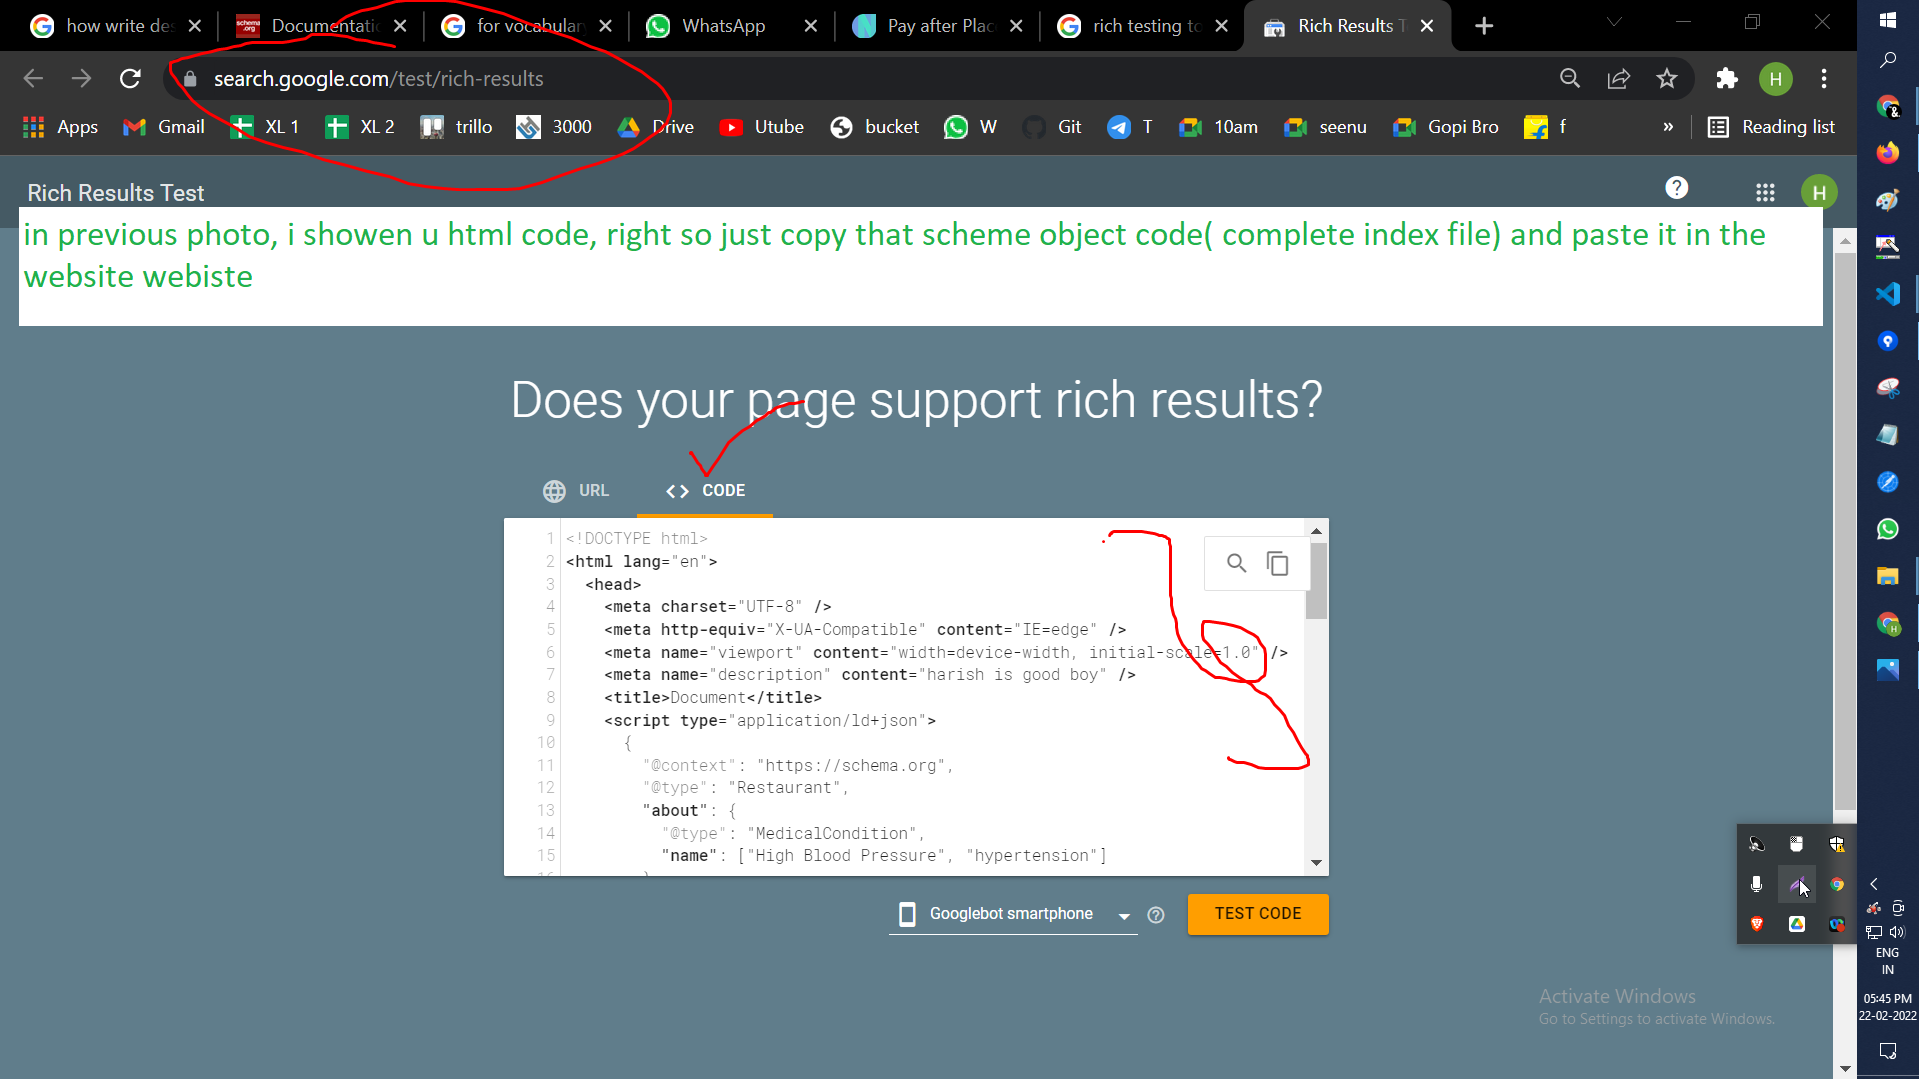 how write des
Documentatio
for vocabular
WhatsApp
Pay after Plac
rich testing to
Rich Results T
search.google.com/test/rich-results
H
Apps
Gmail
XL 1
XL 2
trillo
3000
Drive
Utube
bucket
W
Git
T
10am
seenu
Gopi Bro
f
»
Reading list
Rich Results Test
H
in previous photo, i showen u html code, right so just copy that scheme object code( complete index file) and paste it in the
website webiste
Does your page support rich results?
URL
<> CODE
1 <!DOCTYPE html>
2 <html lang="en">
3 <head>
4 <meta charset="UTF-8" />
5 <meta http-equiv="X-UA-Compatible" content="IE=edge" />
6 <meta name="viewport" content="width=device-width, initial-scale=1.0" />
7 <meta name="description" content="harish is good boy" />
8 <title>Document</title>
9 <script type="application/ld+json">
10 {
11 "@context": "https://schema.org",
12 "@type": "Restaurant",
13 "about": {
14 "@type": "MedicalCondition",
15 "name": ["High Blood Pressure", "hypertension"]
Googlebot smartphone
TEST CODE
Activate Windows
Go to Settings to activate Windows.
ENG
IN
05:45 PM
22-02-2022